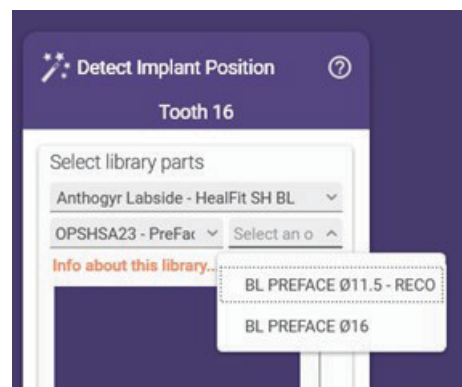 Detect Implant Position
Tooth 16
Select library parts
Anthogyr Labside - HealFit SH BL
OPSHSA23 - PreFac
Select an o
Info about this library...
BL PREFACE Ø11.5 - RECO
BL PREFACE Ø16